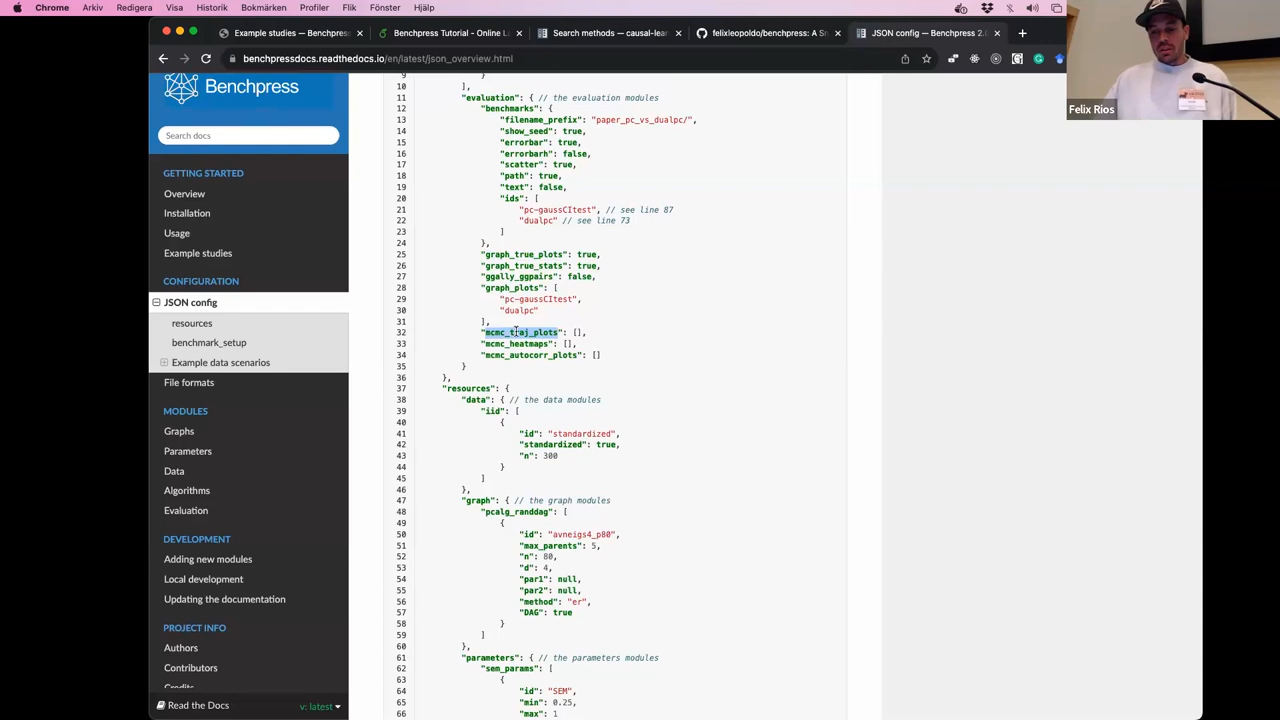 Chrome Arkiv Redigera Visa Historik Bokmärken Profiler Flik Fönster Hjälp
Example studies — Benchpress
Benchpress Tutorial - Online L
Search methods — causal-lear
felixleopoldo/benchpress: A Sn
JSON config — Benchpress 2.
benchpressdocs.readthedocs.io/en/latest/json_overview.html
Felix Rios
Benchpress
Search docs
GETTING STARTED
Overview
Installation
Usage
Example studies
CONFIGURATION
JSON config
resources
benchmark_setup
Example data scenarios
File formats
MODULES
Graphs
Parameters
Data
Algorithms
Evaluation
DEVELOPMENT
Adding new modules
Local development
Updating the documentation
PROJECT INFO
Authors
Contributors
Credits
Read the Docs v: latest
9 }
10 ],
11 "evaluation": { // the evaluation modules
12 "benchmarks": {
13 "filename_prefix": "paper_pc_vs_dualpc/",
14 "show_seed": true,
15 "errorbar": true,
16 "errorbarh": false,
17 "scatter": true,
18 "path": true,
19 "text": false,
20 "ids": [
21 "pc-gaussCItest", // see line 87
22 "dualpc" // see line 73
23 ]
24 },
25 "graph_true_plots": true,
26 "graph_true_stats": true,
27 "ggally_ggpairs": false,
28 "graph_plots": [
29 "pc-gaussCItest",
30 "dualpc"
31 ],
32 "mcmc_traj_plots": [],
33 "mcmc_heatmaps": [],
34 "mcmc_autocorr_plots": []
35 }
36 },
37 "resources": {
38 "data": { // the data modules
39 "iid": [
40 {
41 "id": "standardized",
42 "standardized": true,
43 "n": 300
44 }
45 ]
46 },
47 "graph": { // the graph modules
48 "pcalg_randdag": [
49 {
50 "id": "avneigs4_p80",
51 "max_parents": 5,
52 "n": 80,
53 "d": 4,
54 "par1": null,
55 "par2": null,
56 "method": "er",
57 "DAG": true
58 }
59 ]
60 },
61 "parameters": { // the parameters modules
62 "sem_params": [
63 {
64 "id": "SEM",
65 "min": 0.25,
66 "max": 1